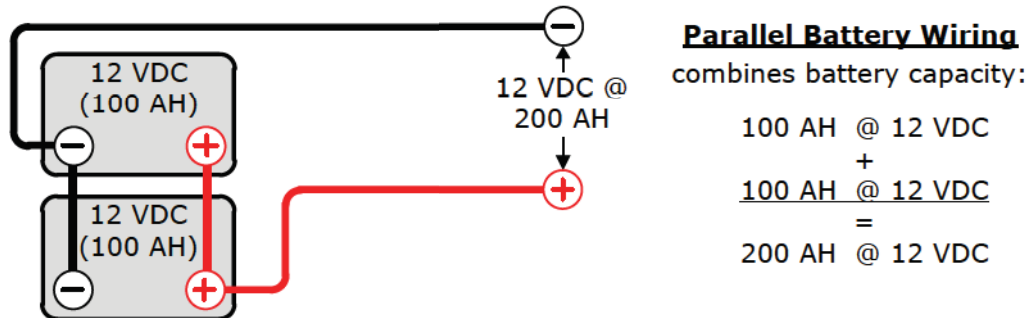 12 VDC
(100 AH)
−
+
12 VDC
(100 AH)
−
+
−
12 VDC @
200 AH
+
Parallel Battery Wiring
combines battery capacity:
100 AH @ 12 VDC
+
100 AH @ 12 VDC
=
200 AH @ 12 VDC